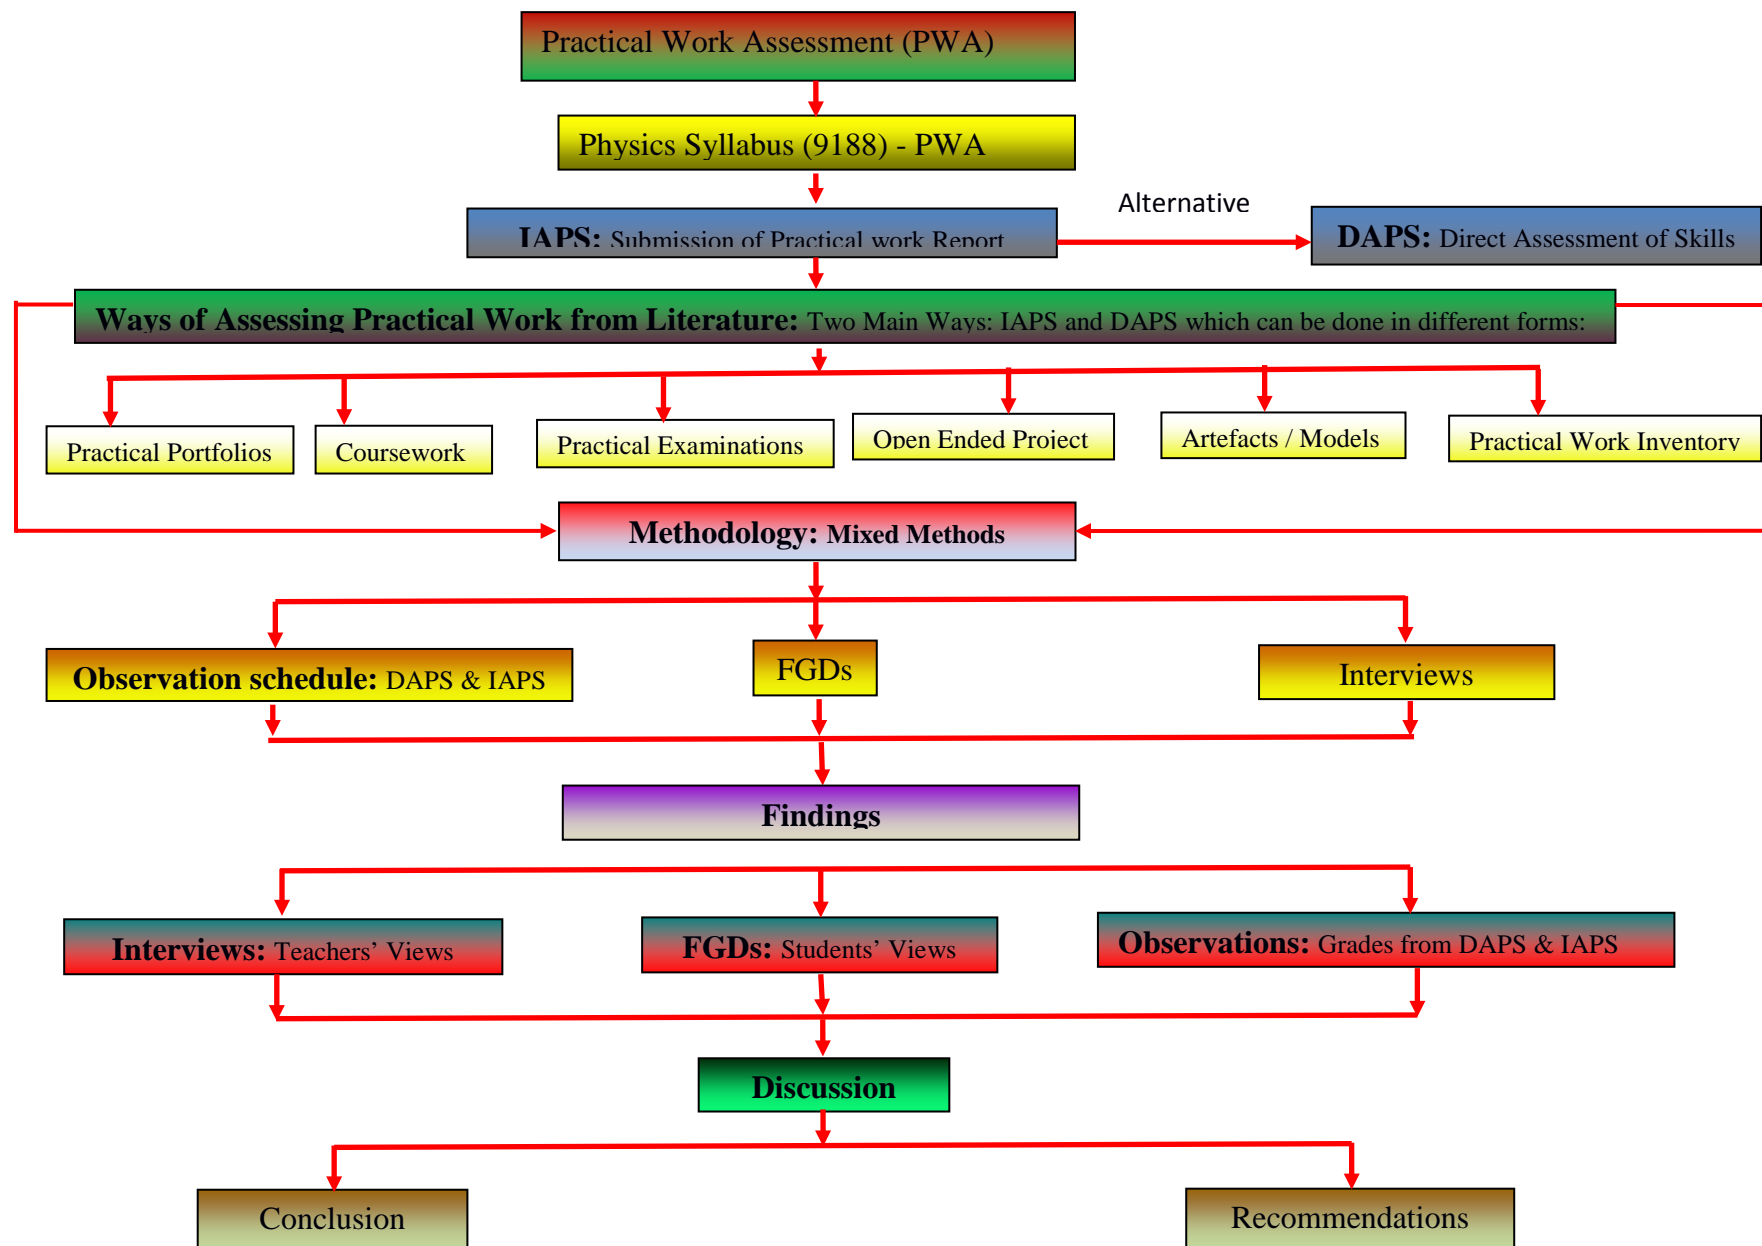 Practical Work Assessment (PWA)
Physics Syllabus (9188) - PWA
Alternative
IAPS: Submission of Practical work Report
DAPS: Direct Assessment of Skills
Ways of Assessing Practical Work from Literature: Two Main Ways: IAPS and DAPS which can be done in different forms:
Practical Portfolios
Coursework
Practical Examinations
Open Ended Project
Artefacts / Models
Practical Work Inventory
Methodology: Mixed Methods
Observation schedule: DAPS & IAPS
FGDs
Interviews
Findings
Interviews: Teachers’ Views
FGDs: Students’ Views
Observations: Grades from DAPS & IAPS
Discussion
Conclusion
Recommendations